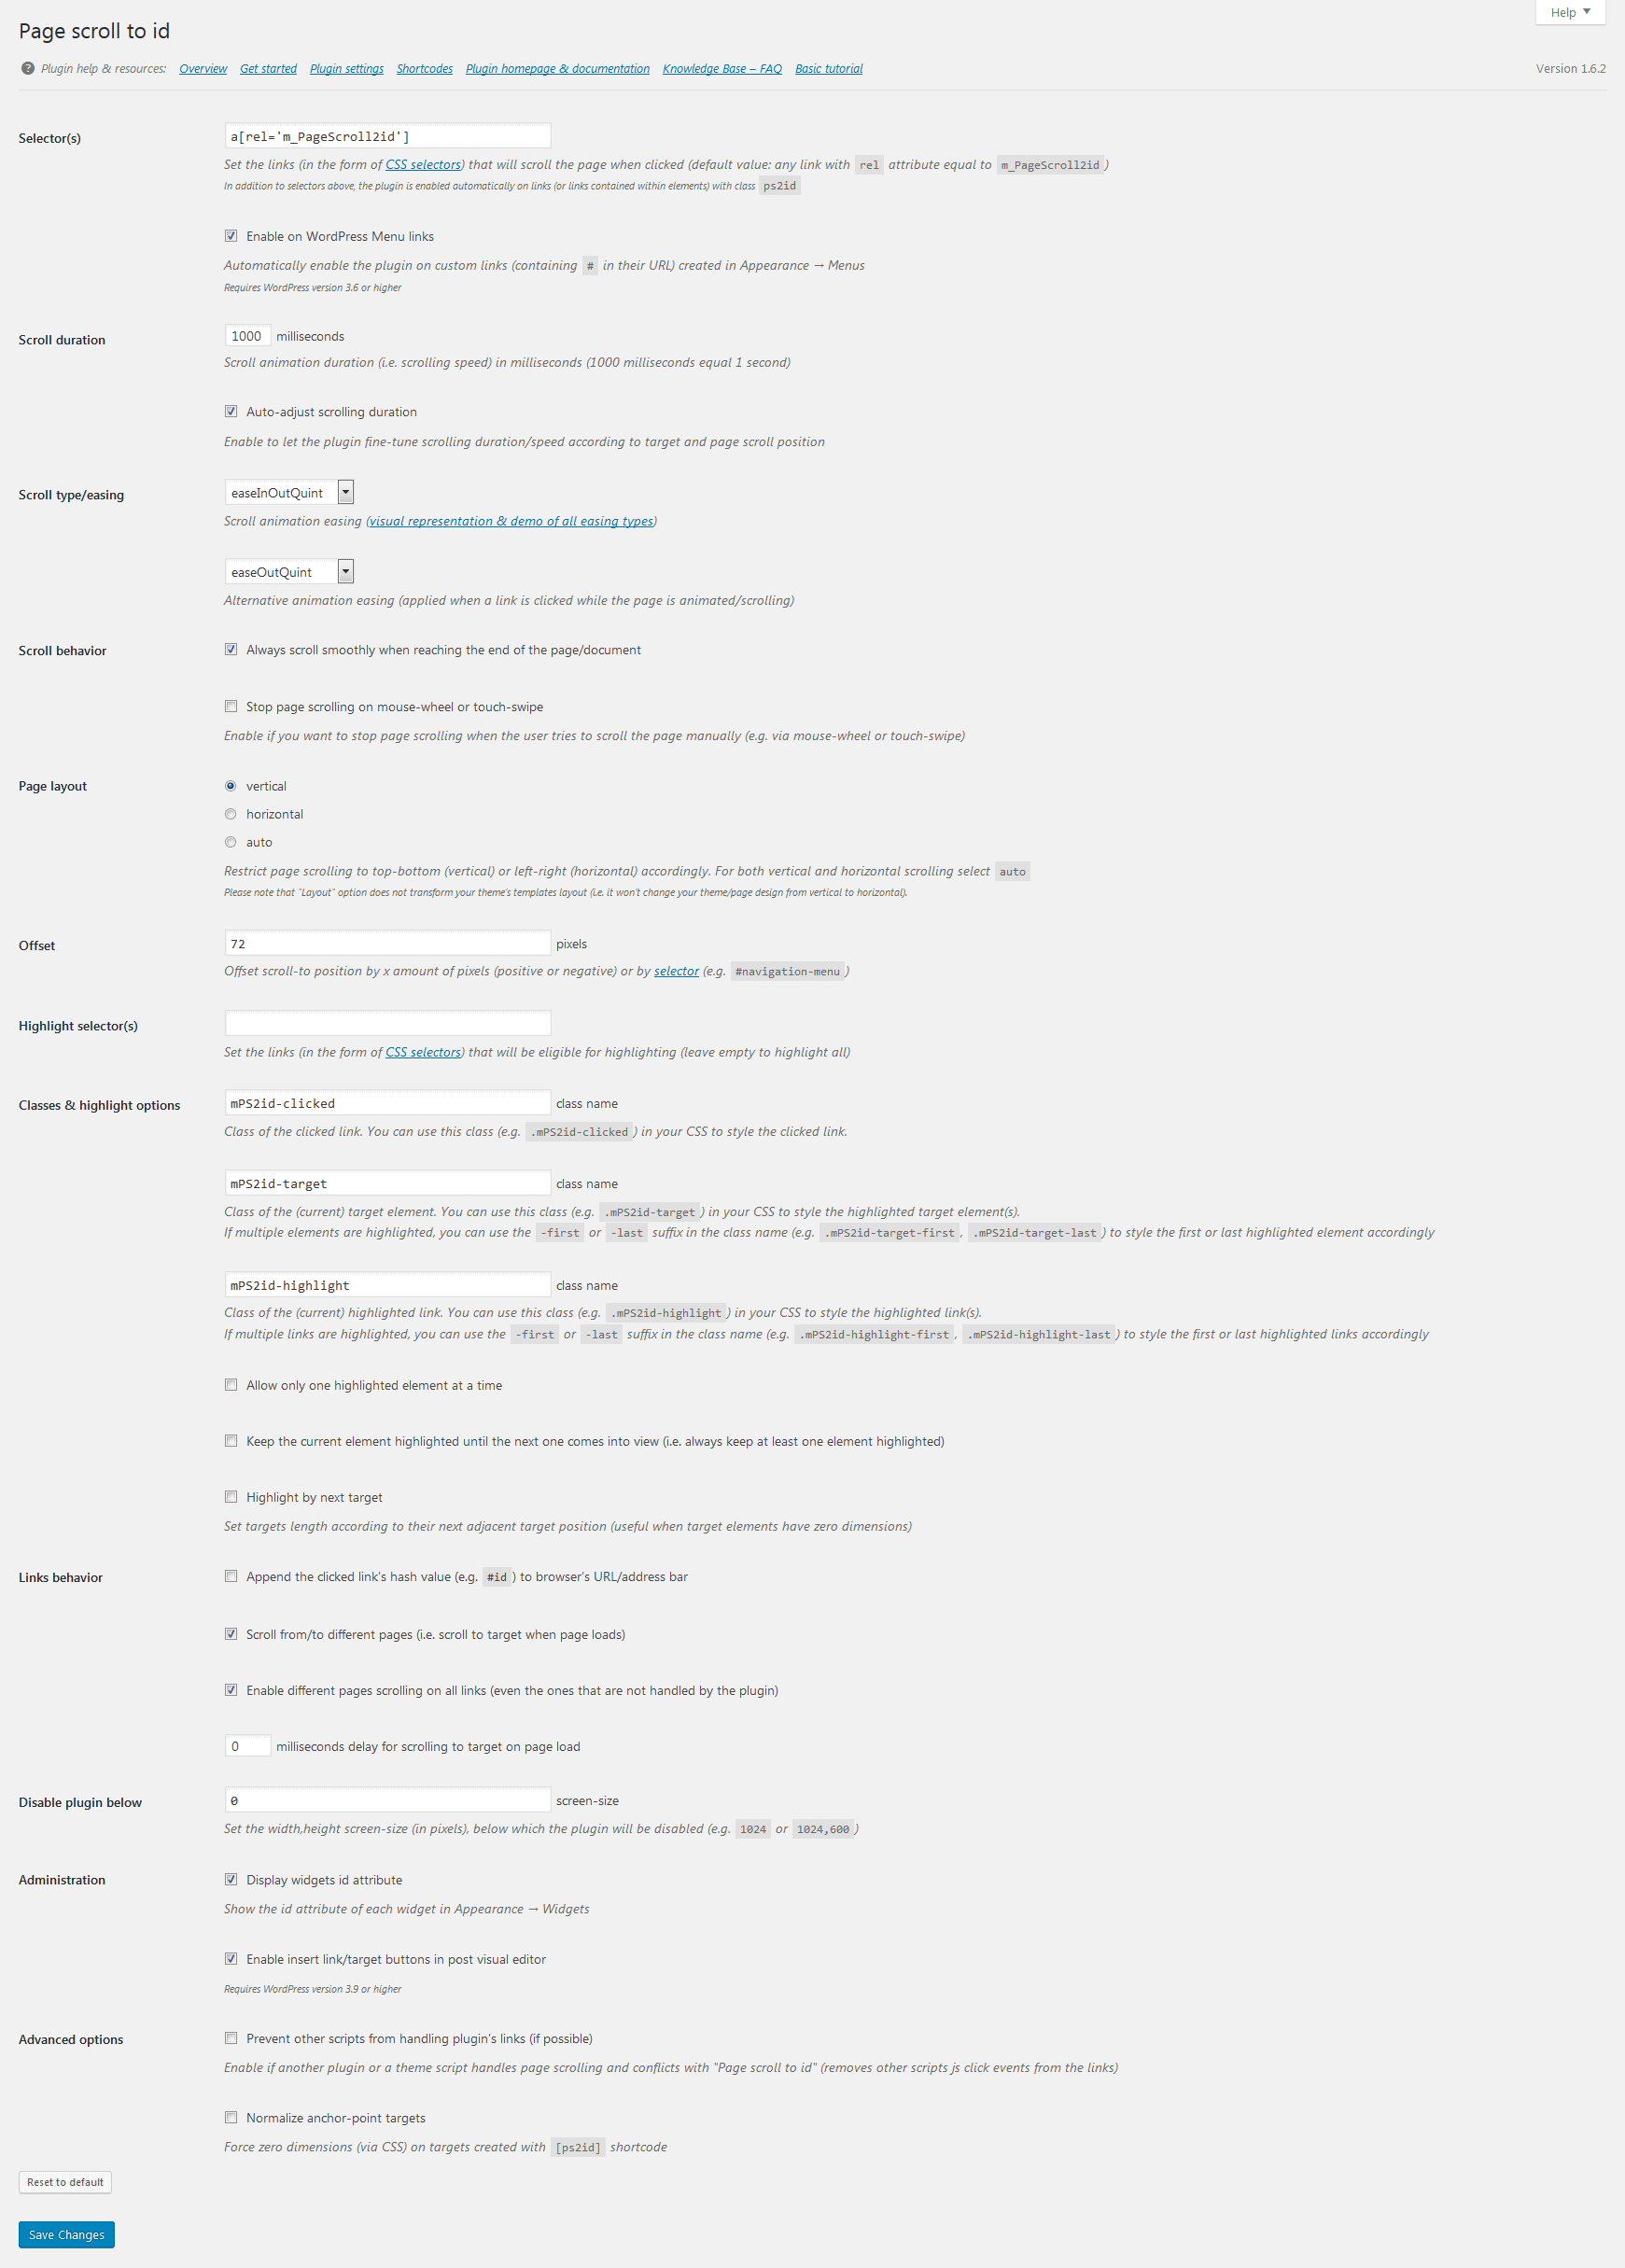 Help
Page scroll to id
Plugin help & resources: Overview Get started Plugin settings Shortcodes Plugin homepage & documentation Knowledge Base – FAQ Basic tutorial Version 1.6.2
Selector(s) a[rel='m_PageScroll2id']
Set the links (in the form of CSS selectors) that will scroll the page when clicked (default value: any link with rel attribute equal to m_PageScroll2id)
In addition to selectors above, the plugin is enabled automatically on links (or links contained within elements) with class ps2id
Enable on WordPress Menu links
Automatically enable the plugin on custom links (containing # in their URL) created in Appearance → Menus
Requires WordPress version 3.6 or higher
Scroll duration 1000 milliseconds
Scroll animation duration (i.e. scrolling speed) in milliseconds (1000 milliseconds equal 1 second)
Auto-adjust scrolling duration
Enable to let the plugin fine-tune scrolling duration/speed according to target and page scroll position
Scroll type/easing easeInOutQuint
Scroll animation easing (visual representation & demo of all easing types)
easeOutQuint
Alternative animation easing (applied when a link is clicked while the page is animated/scrolling)
Scroll behavior Always scroll smoothly when reaching the end of the page/document
Stop page scrolling on mouse-wheel or touch-swipe
Enable if you want to stop page scrolling when the user tries to scroll the page manually (e.g. via mouse-wheel or touch-swipe)
Page layout vertical
horizontal
auto
Restrict page scrolling to top-bottom (vertical) or left-right (horizontal) accordingly. For both vertical and horizontal scrolling select auto
Please note that "Layout" option does not transform your theme's templates layout (i.e. it won't change your theme/page design from vertical to horizontal).
Offset 72 pixels
Offset scroll-to position by x amount of pixels (positive or negative) or by selector (e.g. #navigation-menu)
Highlight selector(s)
Set the links (in the form of CSS selectors) that will be eligible for highlighting (leave empty to highlight all)
Classes & highlight options mPS2id-clicked class name
Class of the clicked link. You can use this class (e.g. .mPS2id-clicked) in your CSS to style the clicked link.
mPS2id-target class name
Class of the (current) target element. You can use this class (e.g. .mPS2id-target) in your CSS to style the highlighted target element(s).
If multiple elements are highlighted, you can use the -first or -last suffix in the class name (e.g. .mPS2id-target-first, .mPS2id-target-last) to style the first or last highlighted element accordingly
mPS2id-highlight class name
Class of the (current) highlighted link. You can use this class (e.g. .mPS2id-highlight) in your CSS to style the highlighted link(s).
If multiple links are highlighted, you can use the -first or -last suffix in the class name (e.g. .mPS2id-highlight-first, .mPS2id-highlight-last) to style the first or last highlighted links accordingly
Allow only one highlighted element at a time
Keep the current element highlighted until the next one comes into view (i.e. always keep at least one element highlighted)
Highlight by next target
Set targets length according to their next adjacent target position (useful when target elements have zero dimensions)
Links behavior Append the clicked link's hash value (e.g. #id) to browser's URL/address bar
Scroll from/to different pages (i.e. scroll to target when page loads)
Enable different pages scrolling on all links (even the ones that are not handled by the plugin)
0 milliseconds delay for scrolling to target on page load
Disable plugin below 0 screen-size
Set the width,height screen-size (in pixels), below which the plugin will be disabled (e.g. 1024 or 1024,600)
Administration Display widgets id attribute
Show the id attribute of each widget in Appearance → Widgets
Enable insert link/target buttons in post visual editor
Requires WordPress version 3.9 or higher
Advanced options Prevent other scripts from handling plugin's links (if possible)
Enable if another plugin or a theme script handles page scrolling and conflicts with "Page scroll to id" (removes other scripts js click events from the links)
Normalize anchor-point targets
Force zero dimensions (via CSS) on targets created with [ps2id] shortcode
Reset to default
Save Changes